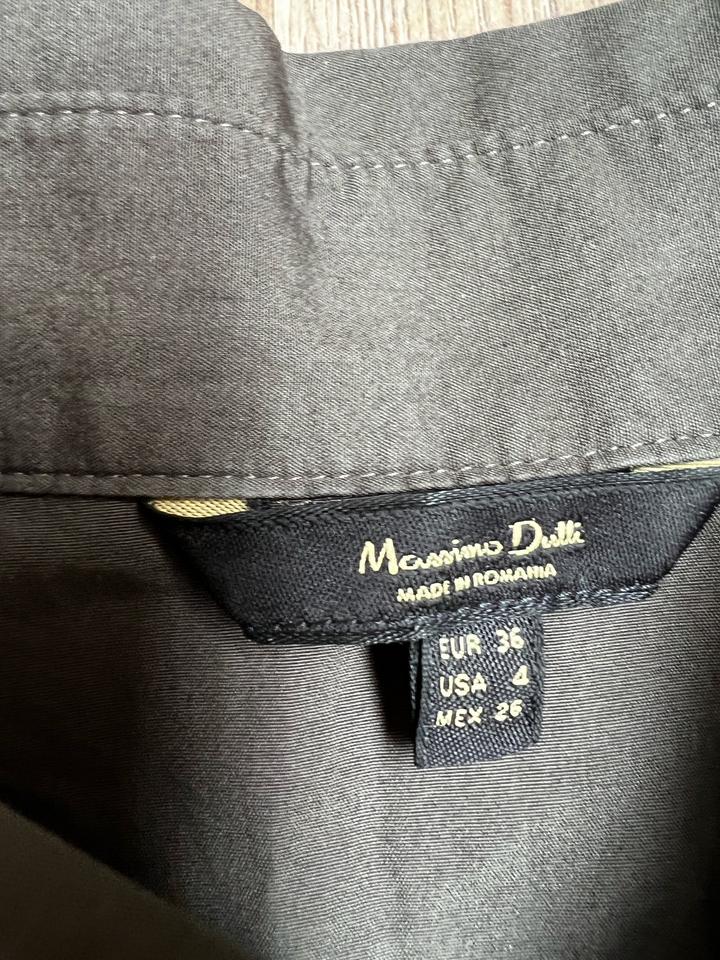 Massimo Dutti
MADE IN ROMANIA
EUR 36
USA 4
MEX 26